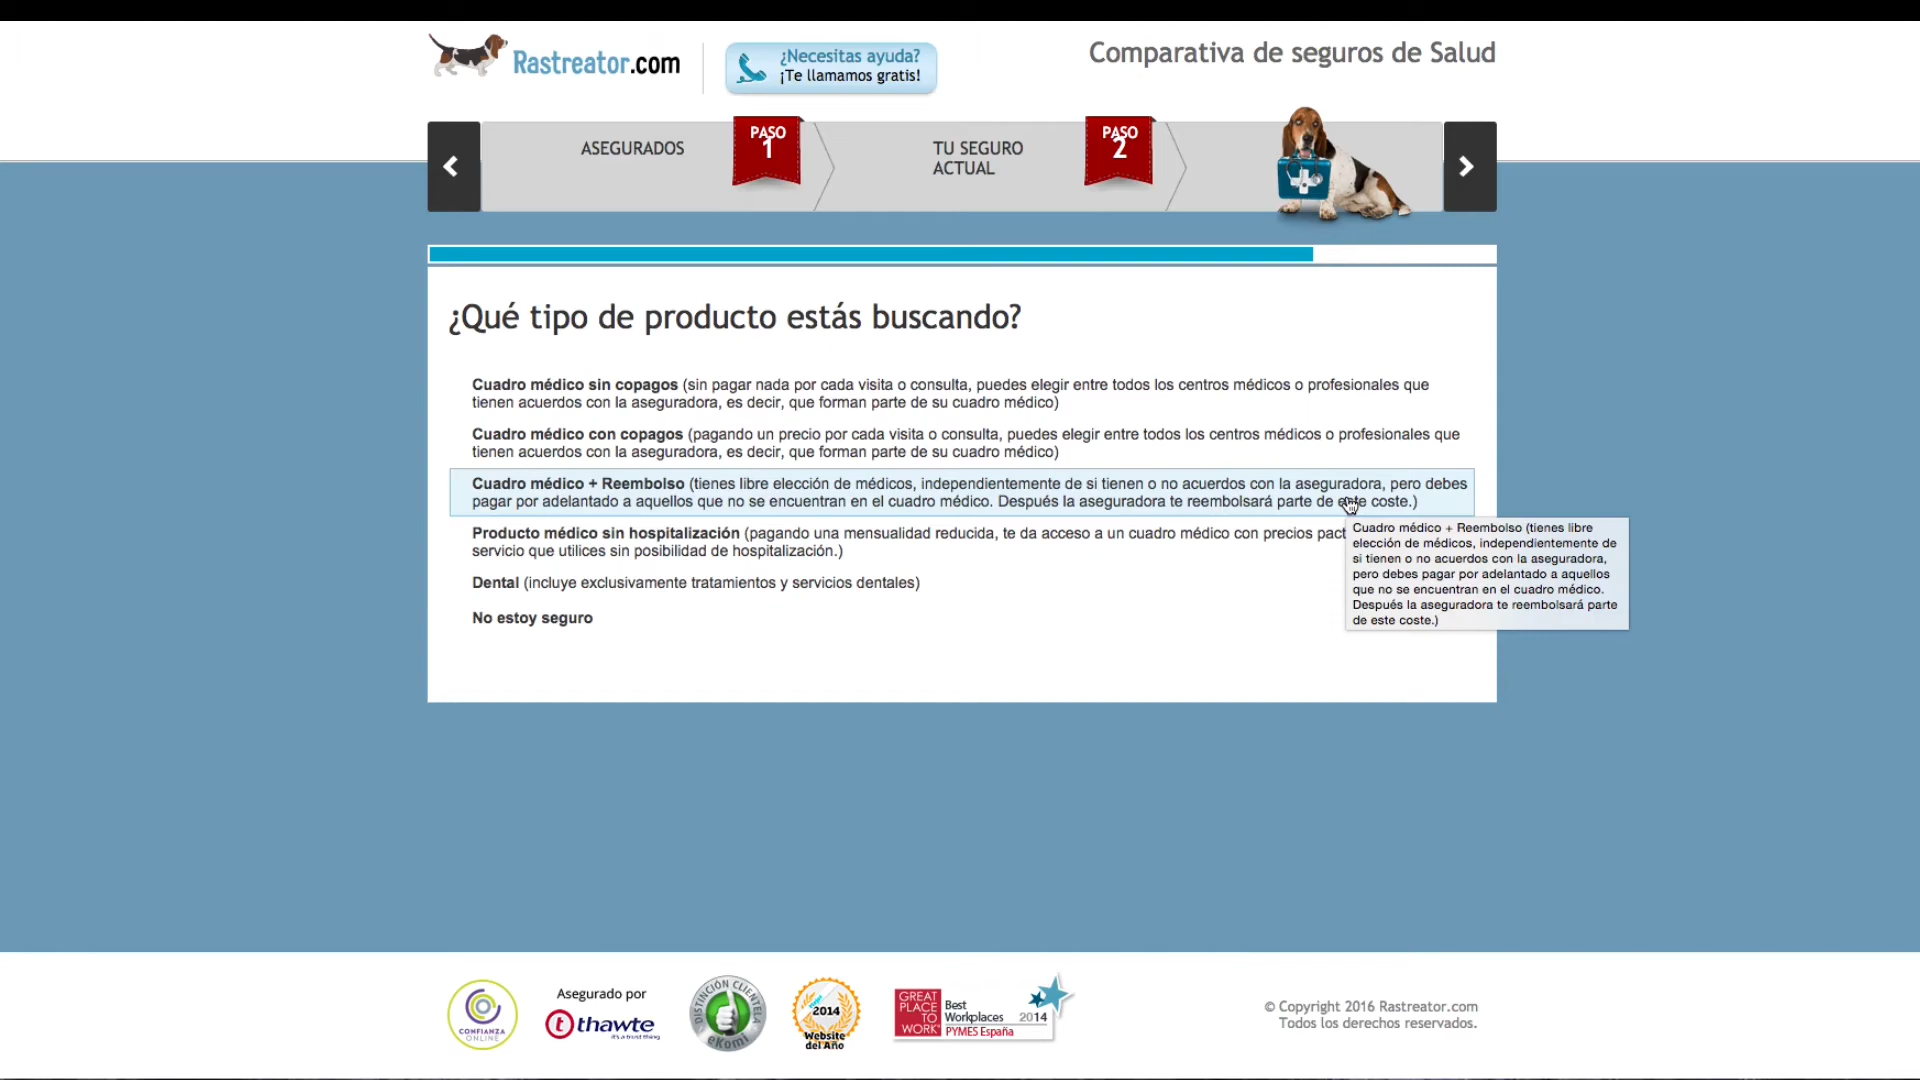 Rastreator.com
¿Necesitas ayuda?
¡Te llamamos gratis!
Comparativa de seguros de Salud
ASEGURADOS
PASO
1
TU SEGURO
ACTUAL
PASO
2
¿Qué tipo de producto estás buscando?
Cuadro médico sin copagos (sin pagar nada por cada visita o consulta, puedes elegir entre todos los centros médicos o profesionales que
tienen acuerdos con la aseguradora, es decir, que forman parte de su cuadro médico)
Cuadro médico con copagos (pagando un precio por cada visita o consulta, puedes elegir entre todos los centros médicos o profesionales que
tienen acuerdos con la aseguradora, es decir, que forman parte de su cuadro médico)
Cuadro médico + Reembolso (tienes libre elección de médicos, independientemente de si tienen o no acuerdos con la aseguradora, pero debes
pagar por adelantado a aquellos que no se encuentran en el cuadro médico. Después la aseguradora te reembolsará parte de este coste.)
Producto médico sin hospitalización (pagando una mensualidad reducida, te da acceso a un cuadro médico con precios pact
servicio que utilices sin posibilidad de hospitalización.)
Dental (incluye exclusivamente tratamientos y servicios dentales)
No estoy seguro
Cuadro médico + Reembolso (tienes libre
elección de médicos, independientemente de
si tienen o no acuerdos con la aseguradora,
pero debes pagar por adelantado a aquellos
que no se encuentran en el cuadro médico.
Después la aseguradora te reembolsará parte
de este coste.)
CONFIANZA
ONLINE
Asegurado por
thawte
it's a trust thing
DISTINCIÓN CLIENTELA
eKomi
2014
Website
del Año
GREAT
PLACE
TO
WORK
Best
Workplaces 2014
PYMES España
© Copyright 2016 Rastreator.com
Todos los derechos reservados.